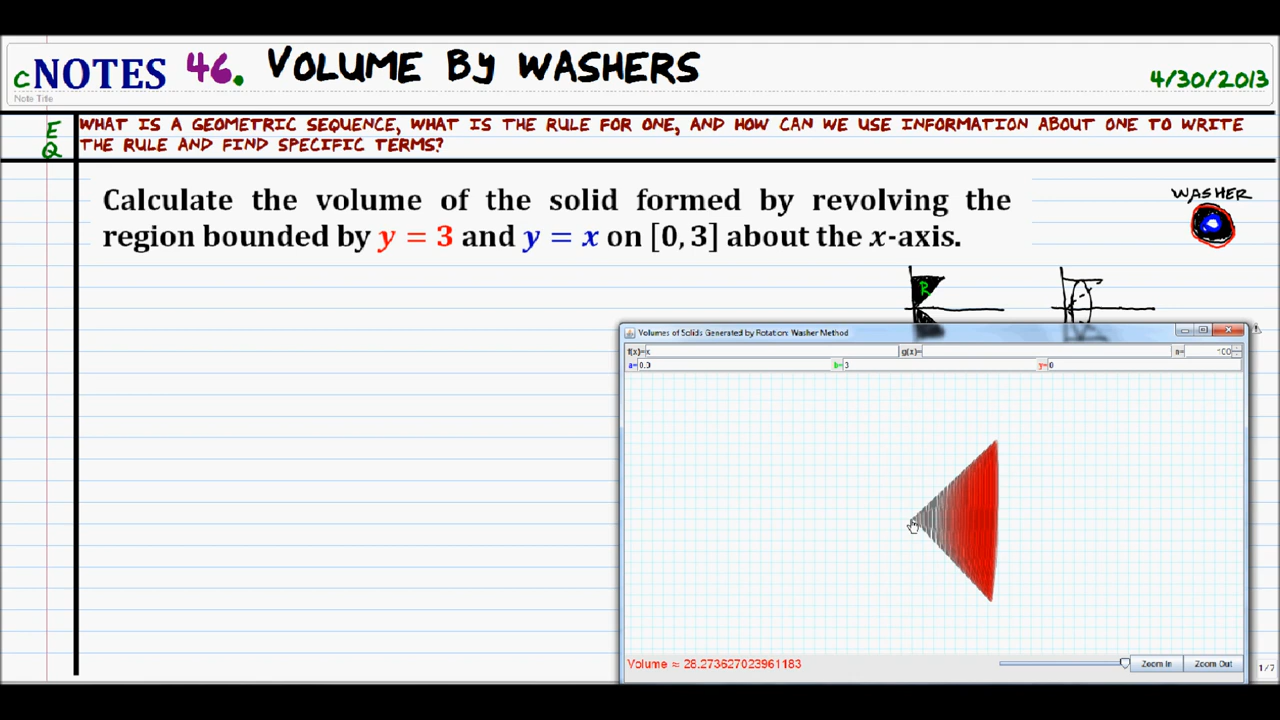 cNOTES 46. VOLUME BY WASHERS
4/30/2013
Note Title
EQ
WHAT IS A GEOMETRIC SEQUENCE, WHAT IS THE RULE FOR ONE, AND HOW CAN WE USE INFORMATION ABOUT ONE TO WRITE
THE RULE AND FIND SPECIFIC TERMS?
Calculate the volume of the solid formed by revolving the
region bounded by y = 3 and y = x on [0, 3] about the x-axis.
WASHER
R
Volumes of Solids Generated by Rotation: Washer Method
f(x)=x g(x)= n= 100
a=0.0 b=3 y=0
Volume ≈ 28.273627023961183
Zoom In Zoom Out
1/7